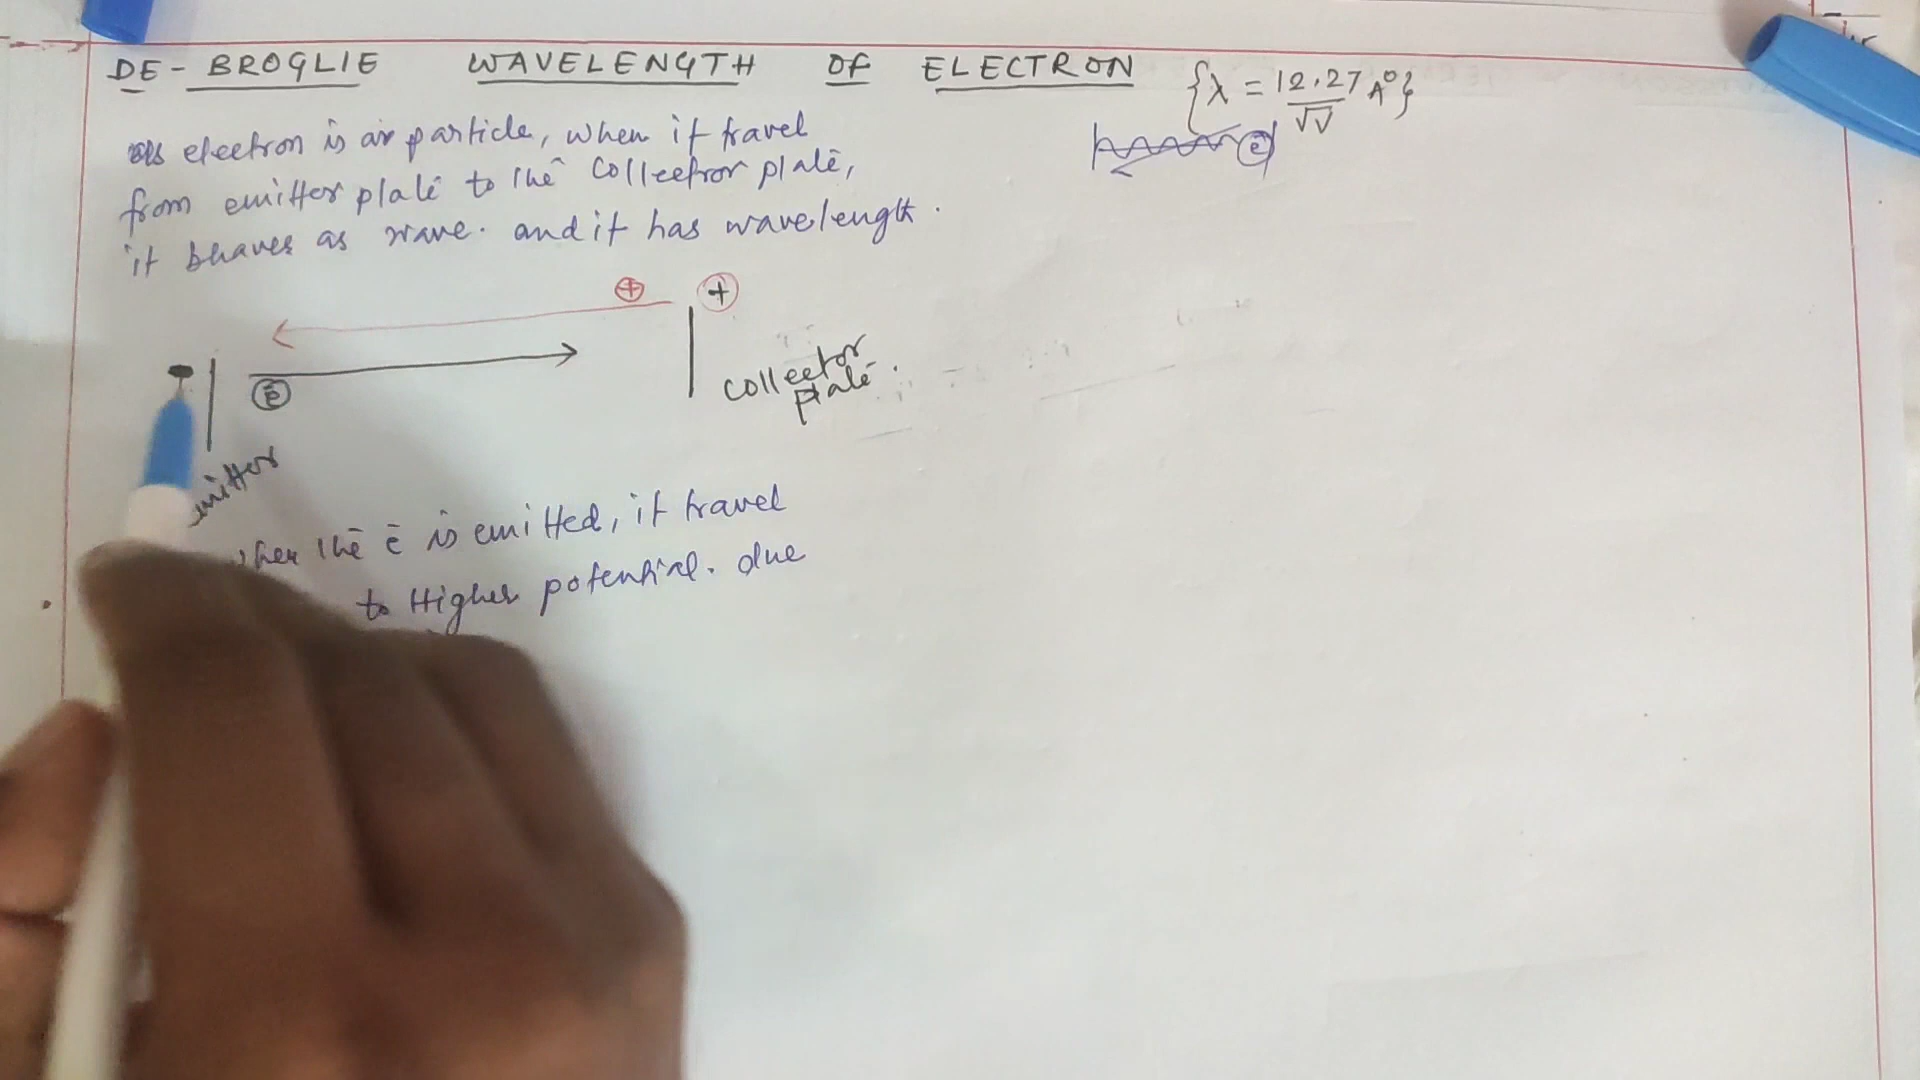 DE-BROGLIE WAVELENGTH OF ELECTRON {λ = 12.27/√V A°}
electron is a particle, when it travel
from emitter plate to the collector plate,
it bhaves as wave. and it has wavelength.
e
+ +
collector
plate.
e
emitter
when the e is emitted, it travel
to Higher potential. due